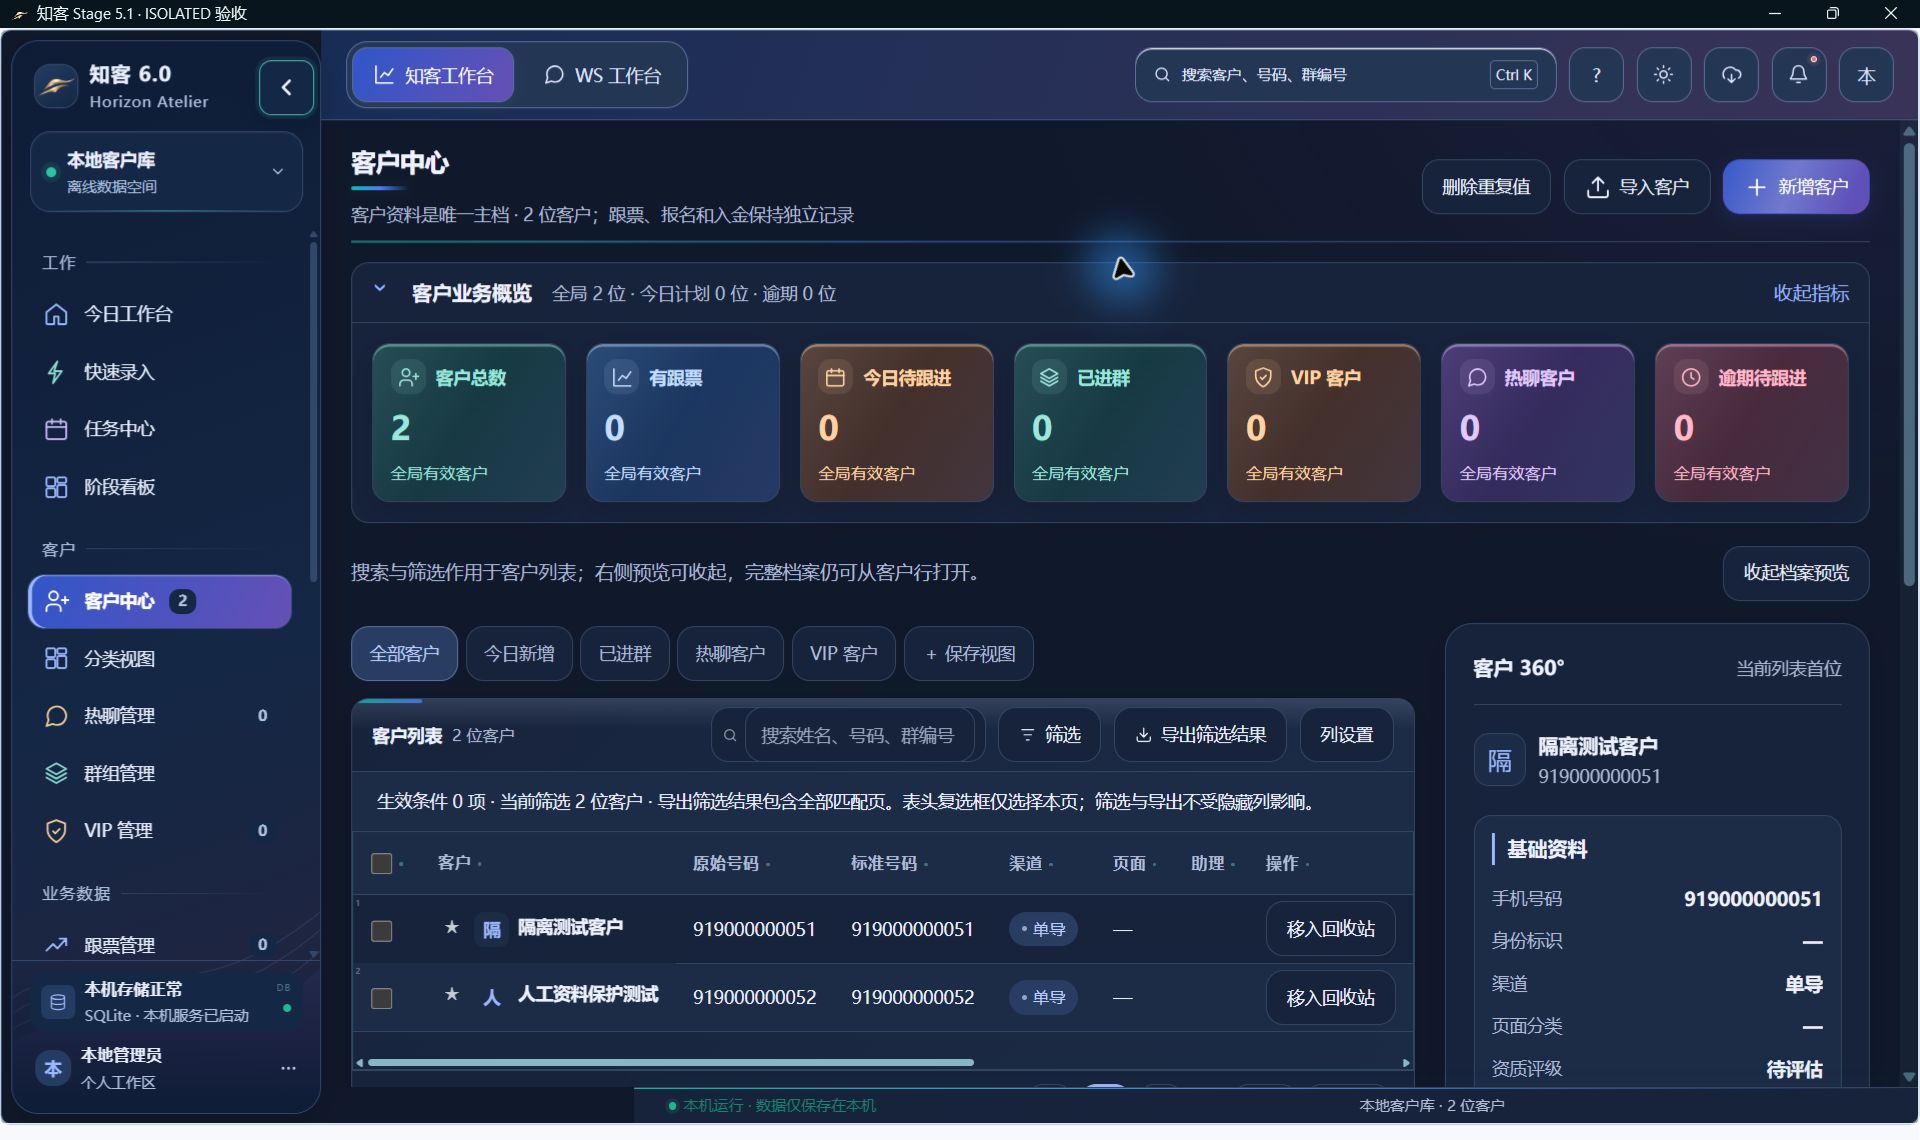 知客 Stage 5.1 · ISOLATED 验收
知客 6.0
Horizon Atelier
本地客户库
离线数据空间
工作
今日工作台
快速录入
任务中心
阶段看板
客户
客户中心 2
分类视图
热聊管理 0
群组管理
VIP 管理 0
业务数据
跟票管理 0
本机存储正常 DB
SQLite · 本机服务已启动
本 本地管理员
个人工作区
知客工作台 WS 工作台
搜索客户、号码、群编号 Ctrl K ? 本
客户中心
客户资料是唯一主档 · 2 位客户；跟票、报名和入金保持独立记录
删除重复值 导入客户 新增客户
客户业务概览 全局 2 位 · 今日计划 0 位 · 逾期 0 位 收起指标
客户总数
2
全局有效客户
有跟票
0
全局有效客户
今日待跟进
0
全局有效客户
已进群
0
全局有效客户
VIP 客户
0
全局有效客户
热聊客户
0
全局有效客户
逾期待跟进
0
全局有效客户
搜索与筛选作用于客户列表；右侧预览可收起，完整档案仍可从客户行打开。 收起档案预览
全部客户 今日新增 已进群 热聊客户 VIP 客户 + 保存视图
客户列表 2 位客户 搜索姓名、号码、群编号 筛选 导出筛选结果 列设置
生效条件 0 项 · 当前筛选 2 位客户 · 导出筛选结果包含全部匹配页。表头复选框仅选择本页；筛选与导出不受隐藏列影响。
客户 · 原始号码 · 标准号码 · 渠道 · 页面 · 助理 · 操作 ·
1 ★ 隔 隔离测试客户 919000000051 919000000051 • 单导 — 移入回收站
2 ★ 人 人工资料保护测试 919000000052 919000000052 • 单导 — 移入回收站
客户 360° 当前列表首位
隔 隔离测试客户
919000000051
基础资料
手机号码 919000000051
身份标识 —
渠道 单导
页面分类 —
资质评级 待评估
本机运行 · 数据仅保存在本机 本地客户库 · 2 位客户